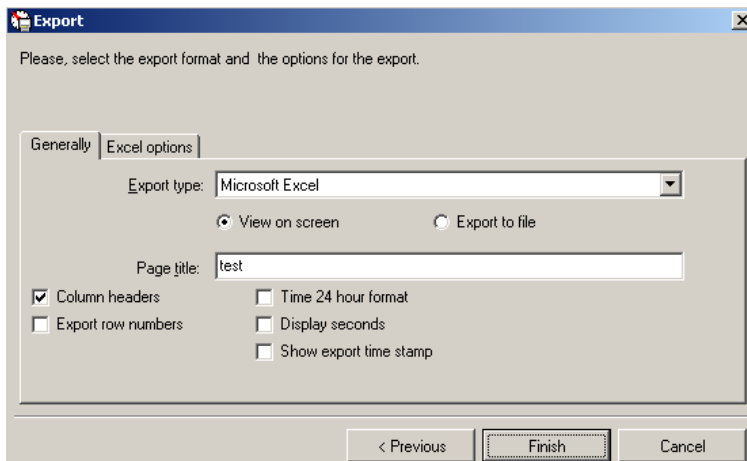 Export
Please, select the export format and  the options for the export.
Generally Excel options
Export type: Microsoft Excel
View on screen Export to file
Page title: test
Column headers Time 24 hour format
Export row numbers Display seconds
Show export time stamp
< Previous Finish Cancel